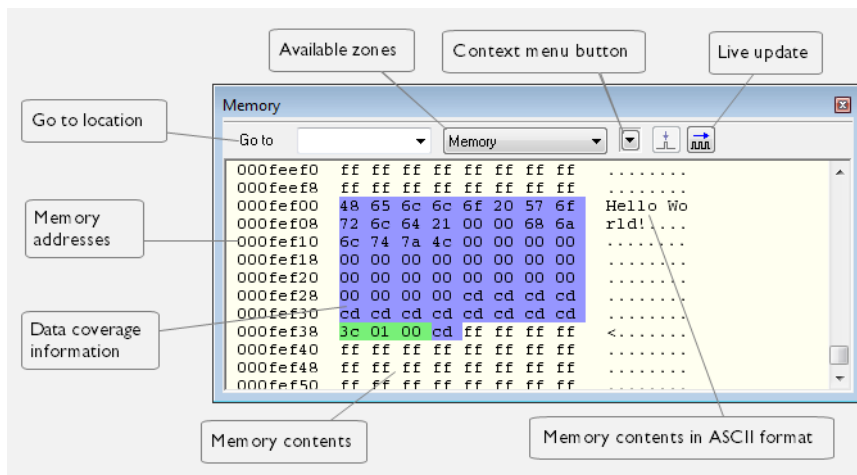 Available zones
Context menu button
Live update
Go to location
Memory
Go to Memory
000feef0 ff ff ff ff ff ff ff ff ........
000feef8 ff ff ff ff ff ff ff ff ........
000fef00 48 65 6c 6c 6f 20 57 6f Hello Wo
000fef08 72 6c 64 21 00 00 68 6a rld!....
000fef10 6c 74 7a 4c 00 00 00 00 ........
000fef18 00 00 00 00 00 00 00 00 ........
000fef20 00 00 00 00 00 00 00 00 ........
000fef28 00 00 00 00 cd cd cd cd ........
000fef30 cd cd cd cd cd cd cd cd ........
000fef38 3c 01 00 cd ff ff ff ff <.......
000fef40 ff ff ff ff ff ff ff ff ........
000fef48 ff ff ff ff ff ff ff ff ........
000fef50 ff ff ff ff ff ff ff ff ........
Memory
addresses
Data coverage
information
Memory contents
Memory contents in ASCII format